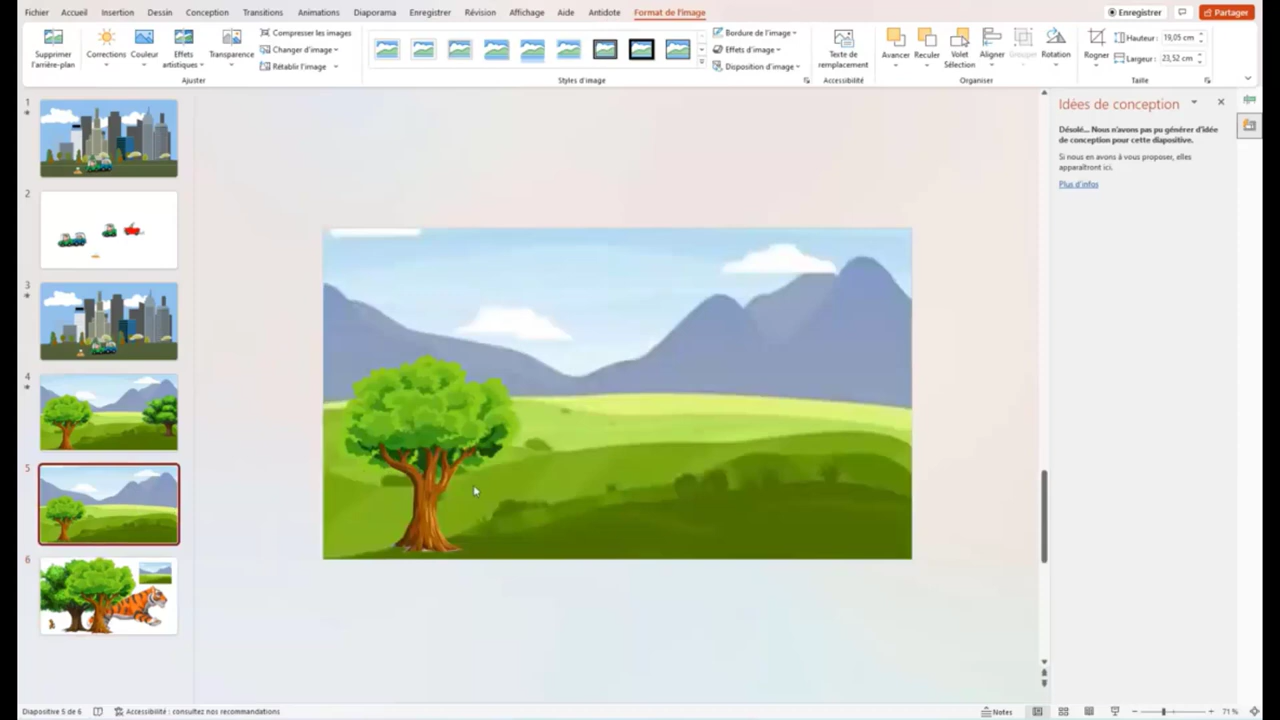 Fichier Accueil Insertion Dessin Conception Transitions Animations Diaporama Enregistrer Révision Affichage Aide Antidote Format de l'image Enregistrer Partager
Supprimer l'arrière-plan
Corrections
Couleur
Effets artistiques
Transparence
Compresser les images
Changer d'image
Rétablir l'image
Ajuster
Styles d'image
Bordure de l'image
Effets d'image
Disposition d'image
Texte de remplacement
Accessibilité
Avancer
Reculer
Volet Sélection
Aligner
Grouper
Rotation
Organiser
Rogner
Hauteur : 19,05 cm
Largeur : 23,52 cm
Taille
1
2
3
4
5
6
Idées de conception
Désolé... Nous n'avons pas pu générer d'idée
de conception pour cette diapositive.
Si nous en avons à vous proposer, elles
apparaîtront ici.
Plus d'infos
Diapositive 5 de 6 Accessibilité : consultez nos recommandations Notes 71 %